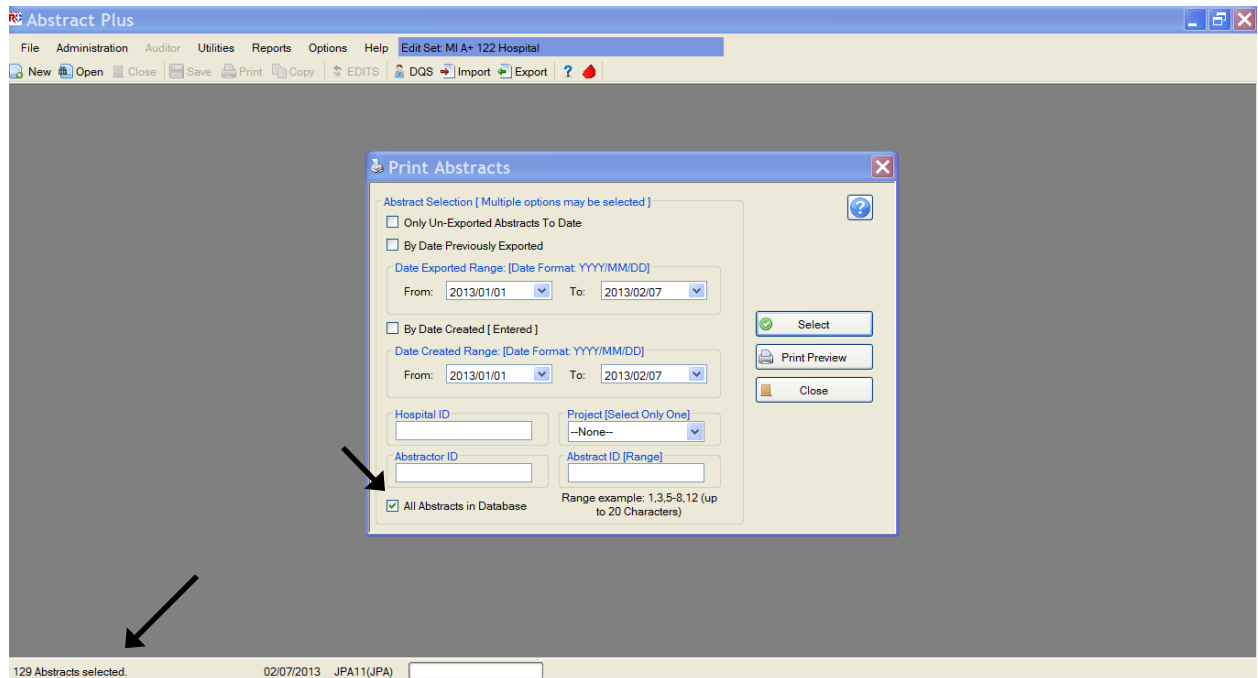 Abstract Plus
File Administration Auditor Utilities Reports Options Help Edit Set: MI A+ 122 Hospital
New Open Close Save Print Copy EDITS DQS Import Export ?
Print Abstracts
Abstract Selection [ Multiple options may be selected ]
Only Un-Exported Abstracts To Date
By Date Previously Exported
Date Exported Range: [Date Format: YYYY/MM/DD]
From: 2013/01/01 To: 2013/02/07
By Date Created [ Entered ]
Date Created Range: [Date Format: YYYY/MM/DD]
From: 2013/01/01 To: 2013/02/07
Hospital ID Project [Select Only One]
--None--
Abstractor ID Abstract ID [Range]
All Abstracts in Database
Range example: 1,3,5-8,12 (up
to 20 Characters)
?
Select
Print Preview
Close
129 Abstracts selected. 02/07/2013 JPA11(JPA)